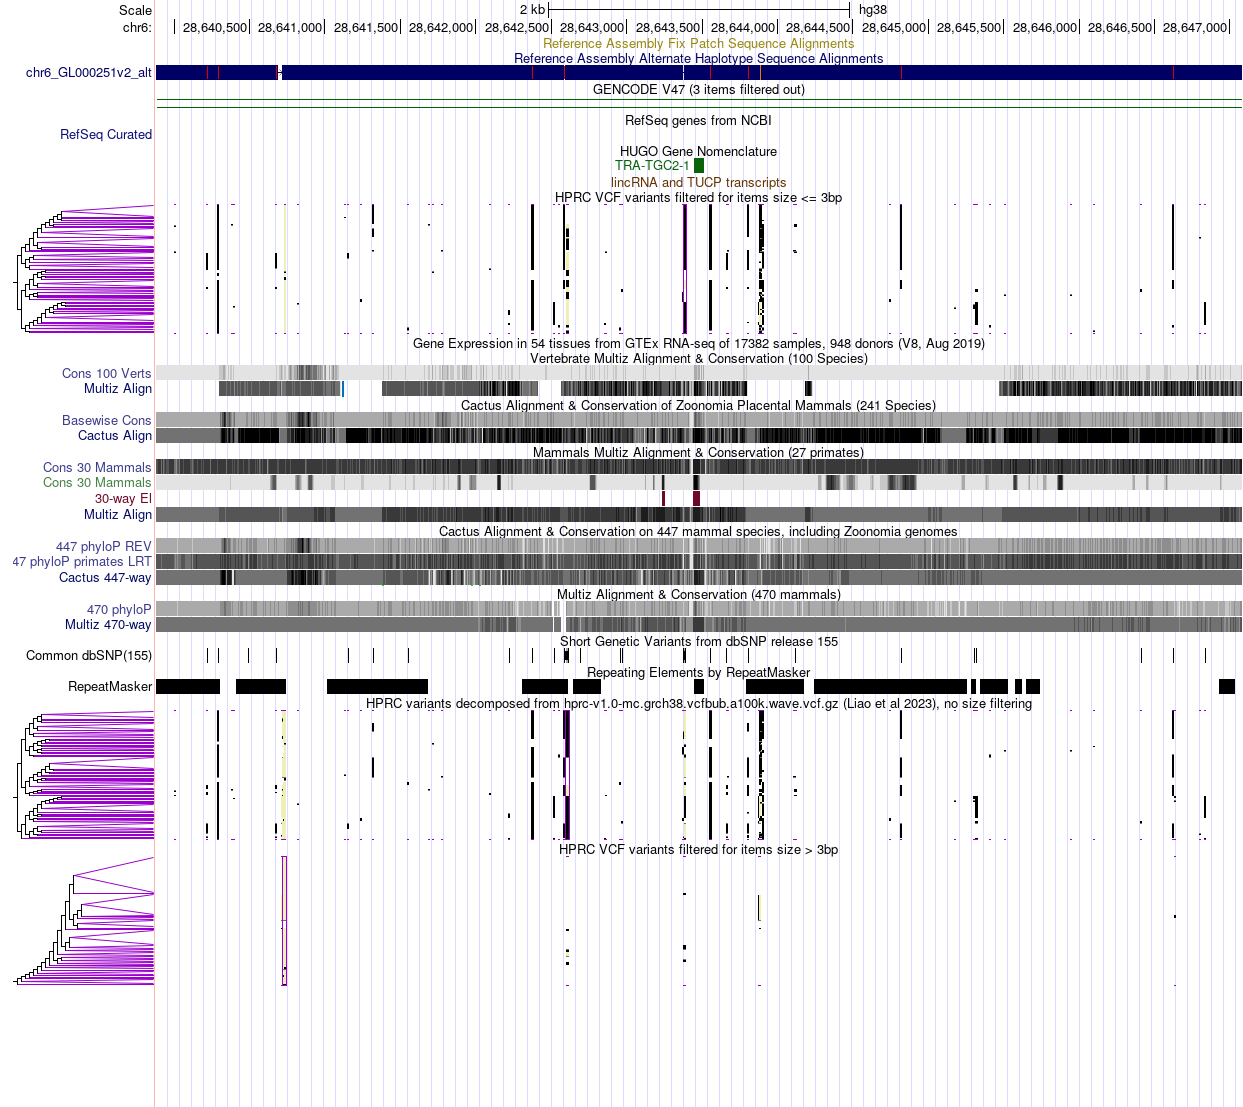 Scale 2 kb hg38
chr6: 28,640,500 28,641,000 28,641,500 28,642,000 28,642,500 28,643,000 28,643,500 28,644,000 28,644,500 28,645,000 28,645,500 28,646,000 28,646,500 28,647,000
Reference Assembly Fix Patch Sequence Alignments
Reference Assembly Alternate Haplotype Sequence Alignments
chr6_GL000251v2_alt
GENCODE V47 (3 items filtered out)
RefSeq genes from NCBI
RefSeq Curated
HUGO Gene Nomenclature
TRA-TGC2-1
lincRNA and TUCP transcripts
HPRC VCF variants filtered for items size <= 3bp
Gene Expression in 54 tissues from GTEx RNA-seq of 17382 samples, 948 donors (V8, Aug 2019)
Vertebrate Multiz Alignment & Conservation (100 Species)
Cons 100 Verts
Multiz Align
Cactus Alignment & Conservation of Zoonomia Placental Mammals (241 Species)
Basewise Cons
Cactus Align
Mammals Multiz Alignment & Conservation (27 primates)
Cons 30 Mammals
Cons 30 Mammals
30-way El
Multiz Align
Cactus Alignment & Conservation on 447 mammal species, including Zoonomia genomes
447 phyloP REV
47 phyloP primates LRT
Cactus 447-way
Multiz Alignment & Conservation (470 mammals)
470 phyloP
Multiz 470-way
Short Genetic Variants from dbSNP release 155
Common dbSNP(155)
Repeating Elements by RepeatMasker
RepeatMasker
HPRC variants decomposed from hprc-v1.0-mc.grch38.vcfbub.a100k.wave.vcf.gz (Liao et al 2023), no size filtering
HPRC VCF variants filtered for items size > 3bp